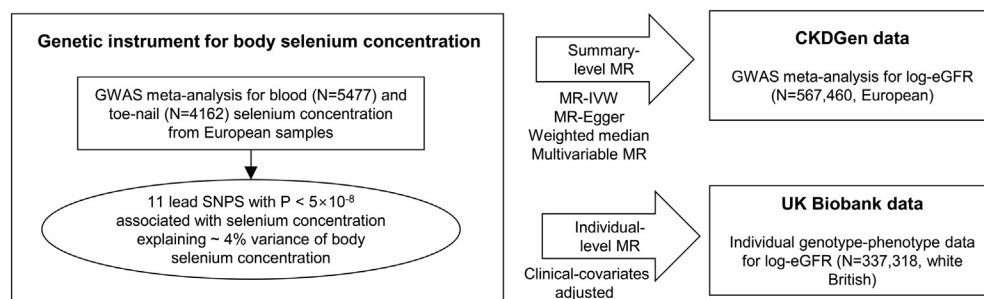 Genetic instrument for body selenium concentration
GWAS meta-analysis for blood (N=5477) and
toe-nail (N=4162) selenium concentration
from European samples
11 lead SNPS with P < 5×10⁻⁸
associated with selenium concentration
explaining ~ 4% variance of body
selenium concentration
Summary-
level MR
MR-IVW
MR-Egger
Weighted median
Multivariable MR
CKDGen data
GWAS meta-analysis for log-eGFR
(N=567,460, European)
Individual-
level MR
Clinical-covariates
adjusted
UK Biobank data
Individual genotype-phenotype data
for log-eGFR (N=337,318, white
British)